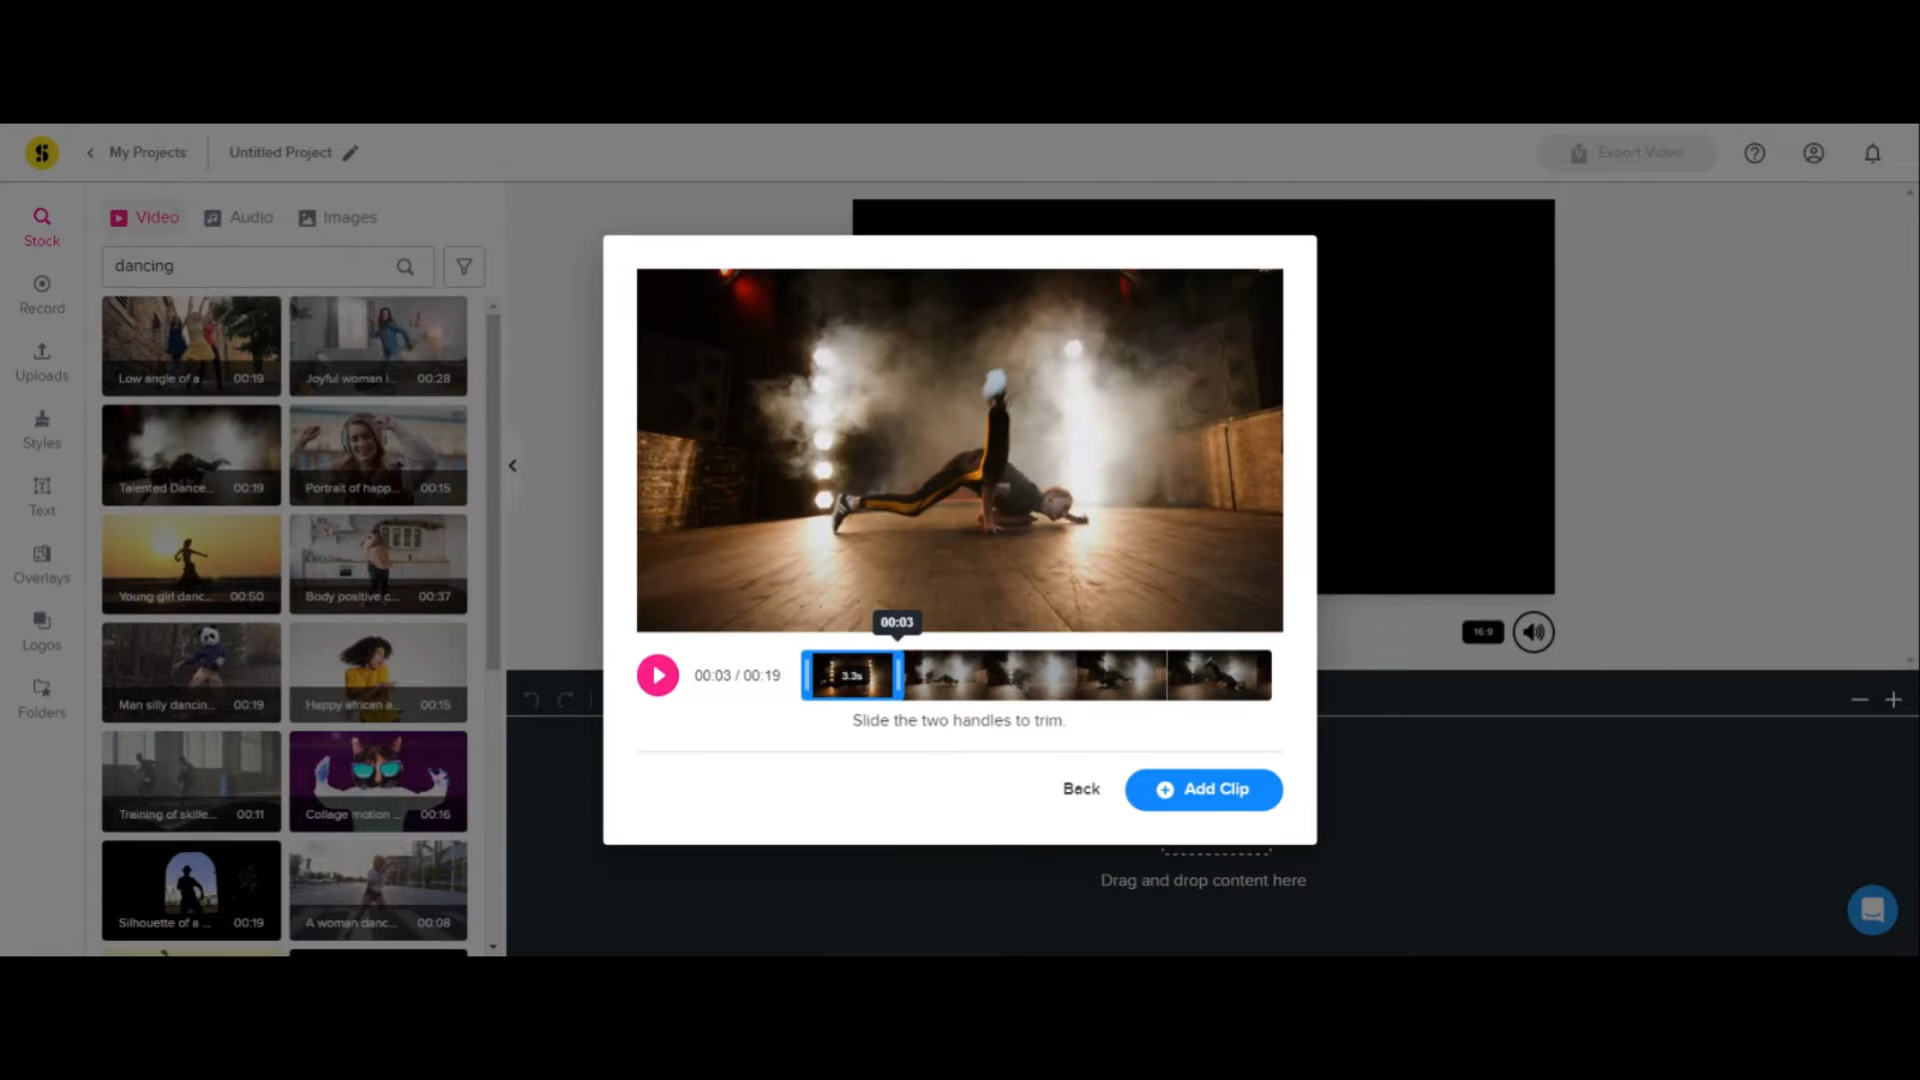 My Projects
Untitled Project
Export Video
Stock
Record
Uploads
Styles
Text
Overlays
Logos
Folders
Video
Audio
Images
dancing
Low angle of a ... 00:19
Joyful woman i... 00:28
Talented Dance... 00:19
Portrait of happ... 00:15
Young girl danc... 00:50
Body positive c... 00:37
Man silly dancin... 00:19
Happy african a... 00:15
Training of skille... 00:11
Collage motion ... 00:16
Silhouette of a ... 00:19
A woman danc... 00:08
00:03
00:03 / 00:19
3.3s
Slide the two handles to trim.
Back
Add Clip
16:9
Drag and drop content here